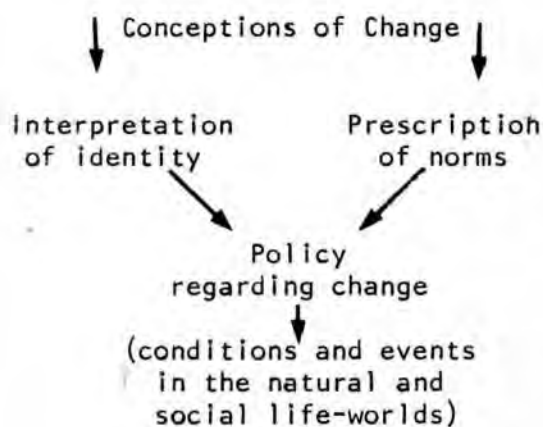 Conceptions of Change
Interpretation Prescription
of identity of norms
Policy
regarding change
(conditions and events
in the natural and
social life-worlds)